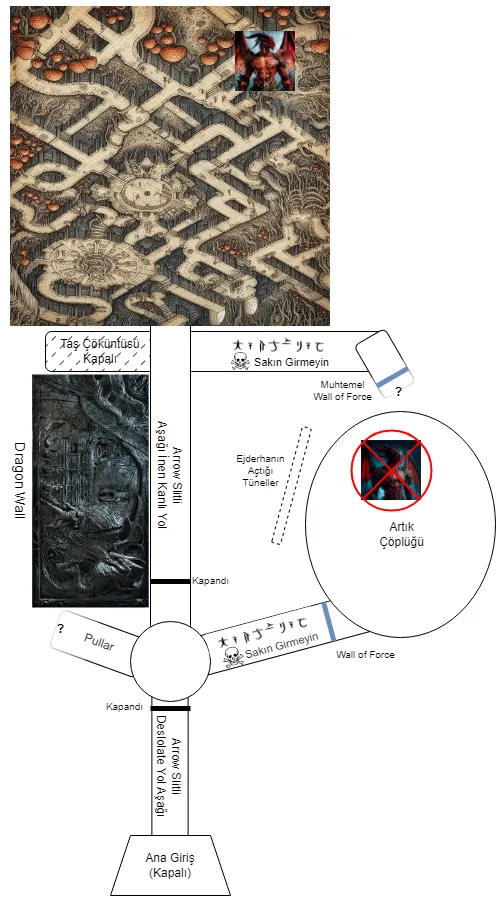 Taş Çöküntüsü
Kapalı
Sakın Girmeyin
Muhtemel
Wall of Force
?
Dragon Wall
Arrow Slitli
Aşağı İnen Kanlı Yol
Ejderhanın
Açtığı
Tüneller
Artık
Çöplüğü
Kapandı
?
Pullar
Sakın Girmeyin
Wall of Force
Kapandı
Arrow Slitli
Deslolate Yol Aşağı
Ana Giriş
(Kapalı)